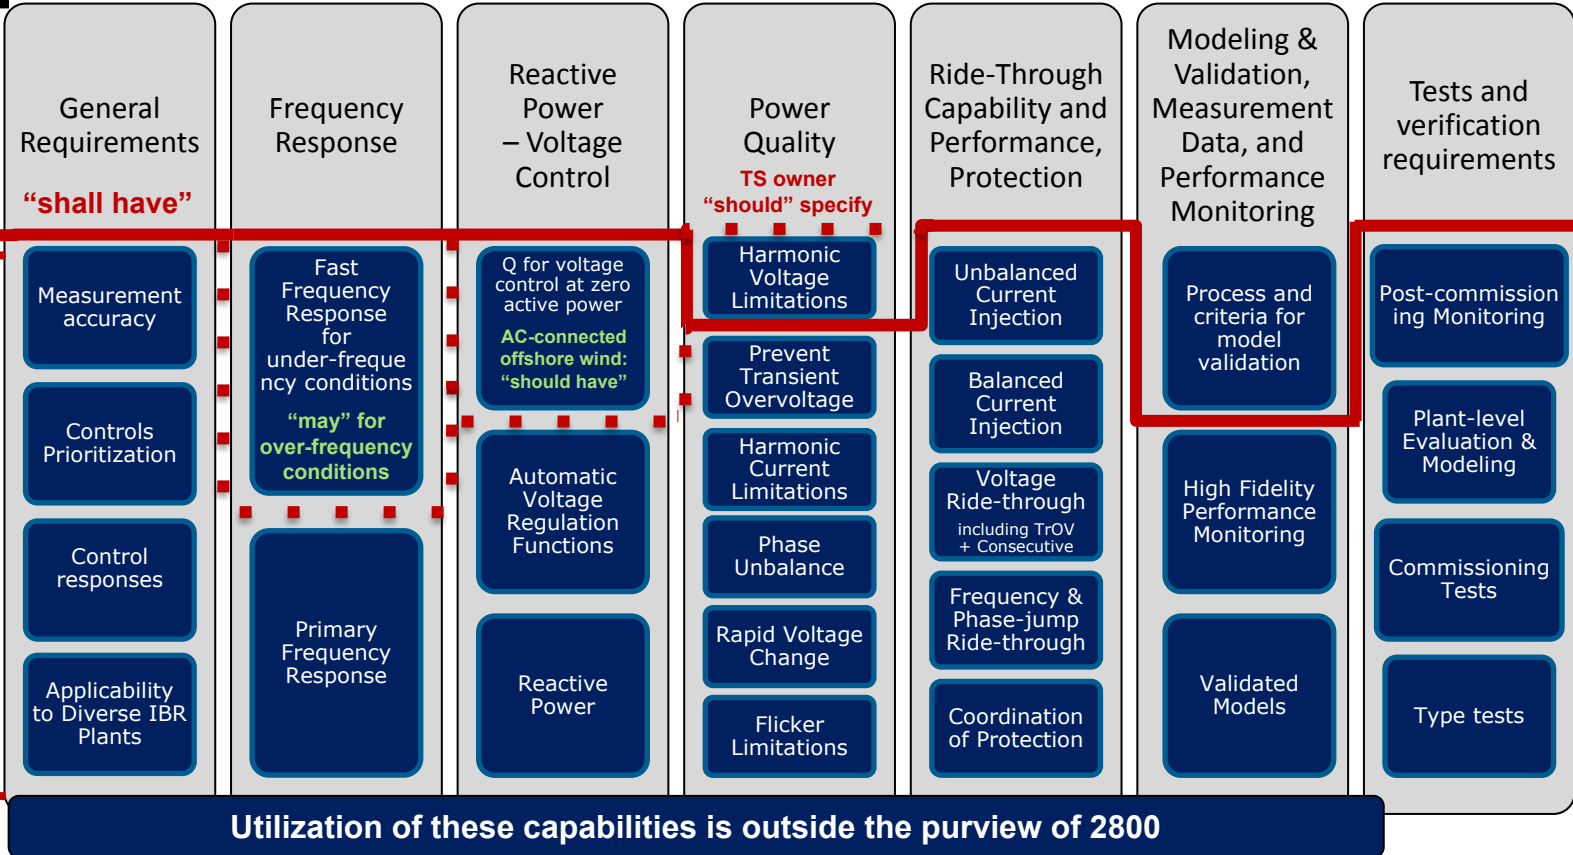 General
Requirements
“shall have”
Measurement
accuracy
Controls
Prioritization
Control
responses
Applicability
to Diverse IBR
Plants
Frequency
Response
Fast
Frequency
Response
for
under-freque
ncy conditions
“may” for
over-frequency
conditions
Primary
Frequency
Response
Reactive
Power
– Voltage
Control
Q for voltage
control at zero
active power
AC-connected
offshore wind:
“should have”
Automatic
Voltage
Regulation
Functions
Reactive
Power
Power
Quality
TS owner
“should” specify
Harmonic
Voltage
Limitations
Prevent
Transient
Overvoltage
Harmonic
Current
Limitations
Phase
Unbalance
Rapid Voltage
Change
Flicker
Limitations
Ride-Through
Capability and
Performance,
Protection
Unbalanced
Current
Injection
Balanced
Current
Injection
Voltage
Ride-through
including TrOV
+ Consecutive
Frequency &
Phase-jump
Ride-through
Coordination
of Protection
Modeling &
Validation,
Measurement
Data, and
Performance
Monitoring
Process and
criteria for
model
validation
High Fidelity
Performance
Monitoring
Validated
Models
Tests and
verification
requirements
Post-commission
ing Monitoring
Plant-level
Evaluation &
Modeling
Commissioning
Tests
Type tests
Utilization of these capabilities is outside the purview of 2800